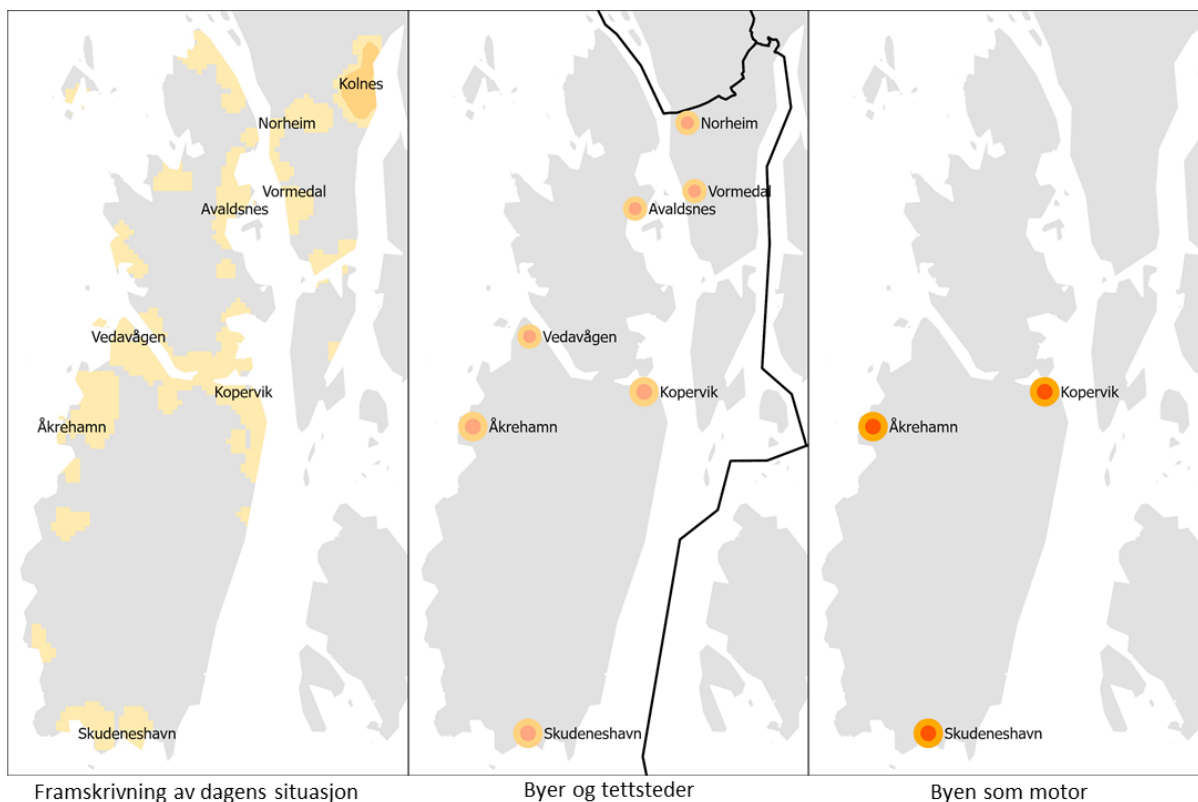 Kolnes
Norheim
Vormedal
Avaldsnes
Vedavågen
Kopervik
Åkrehamn
Skudeneshavn
Framskrivning av dagens situasjon
Norheim
Vormedal
Avaldsnes
Vedavågen
Kopervik
Åkrehamn
Skudeneshavn
Byer og tettsteder
Kopervik
Åkrehamn
Skudeneshavn
Byen som motor